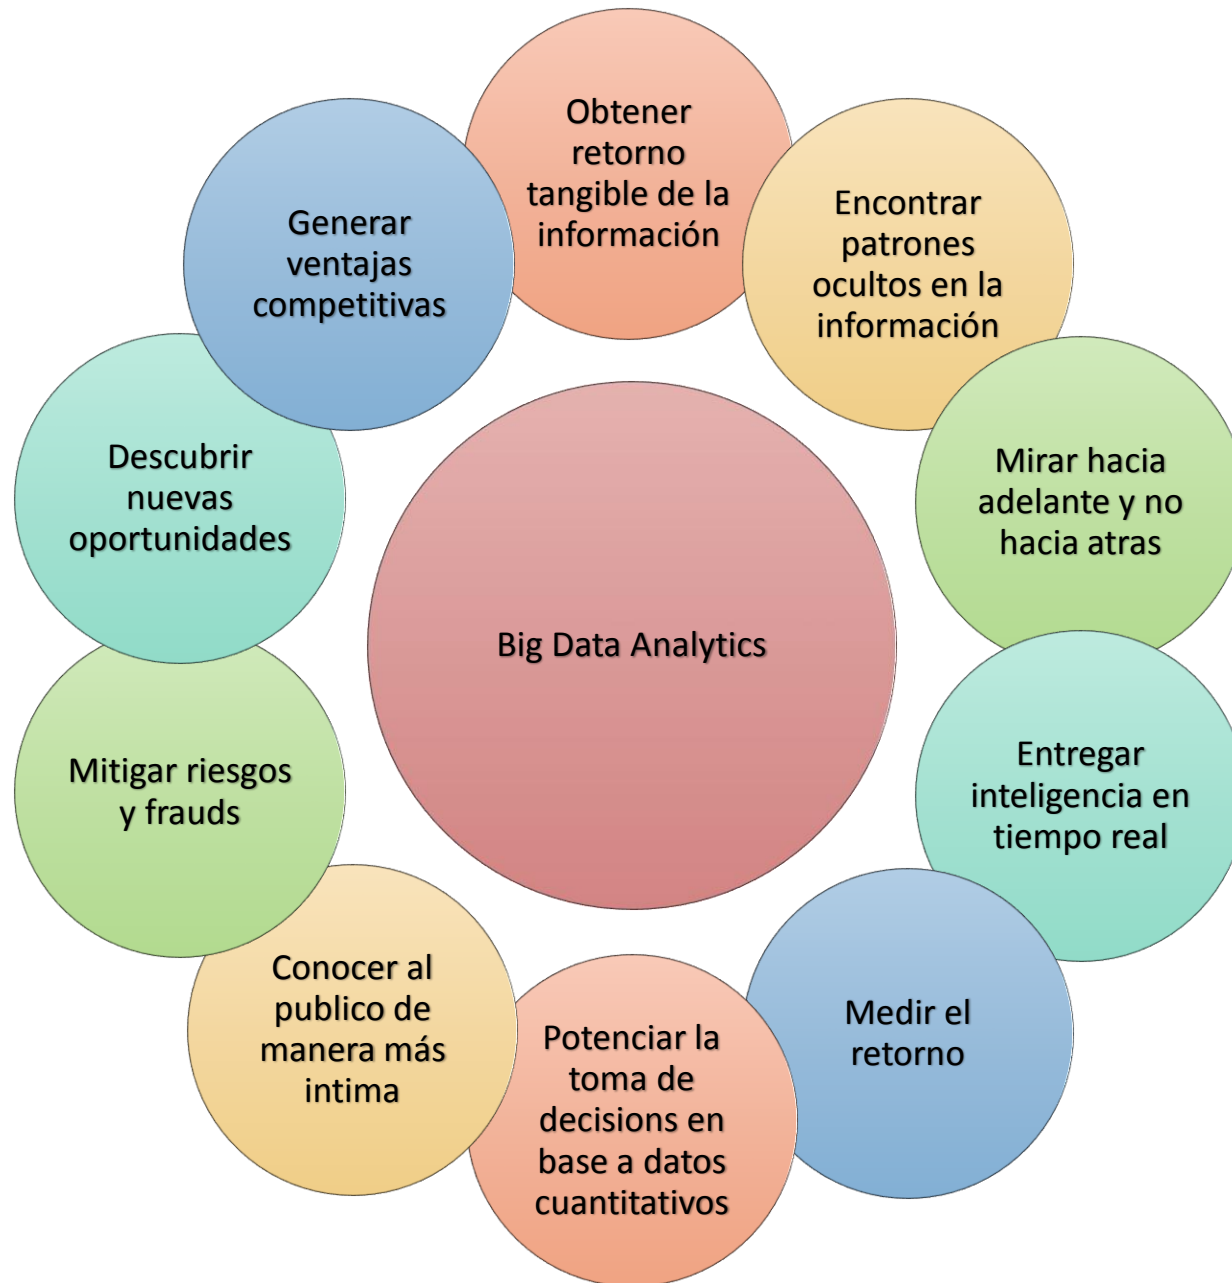 Obtener
retorno
tangible de la
información
Encontrar
patrones
ocultos en la
información
Mirar hacia
adelante y no
hacia atras
Entregar
inteligencia en
tiempo real
Medir el
retorno
Potenciar la
toma de
decisions en
base a datos
cuantitativos
Conocer al
publico de
manera más
intima
Mitigar riesgos
y frauds
Descubrir
nuevas
oportunidades
Generar
ventajas
competitivas
Big Data Analytics